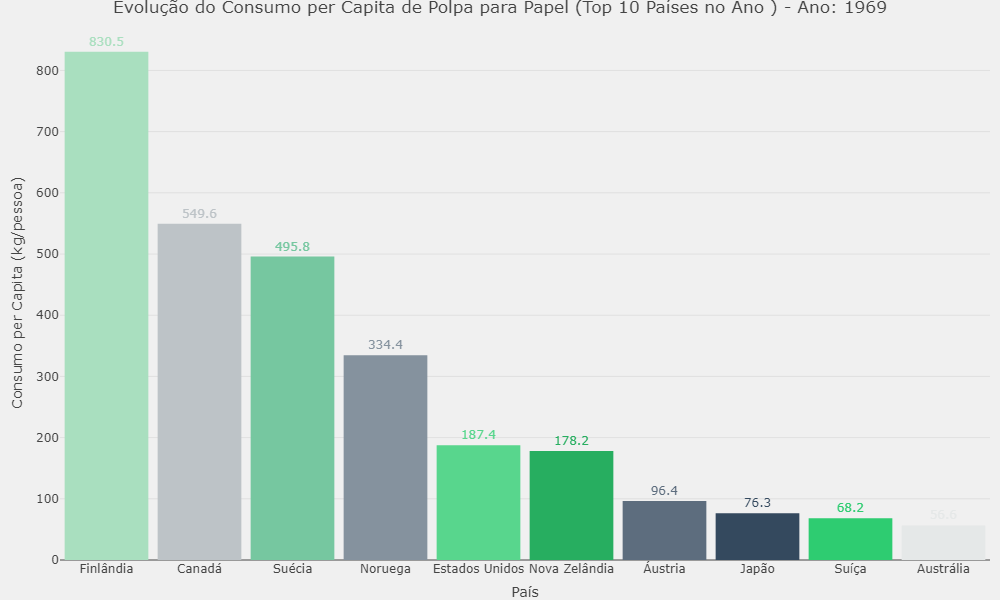 Evolução do Consumo per Capita de Polpa para Papel (Top 10 Países no Ano ) - Ano: 1969
Consumo per Capita (kg/pessoa)
800
700
600
500
400
300
200
100
0
830.5
549.6
495.8
334.4
187.4
178.2
96.4
76.3
68.2
56.6
Finlândia
Canadá
Suécia
Noruega
Estados Unidos
Nova Zelândia
Áustria
Japão
Suíça
Austrália
País